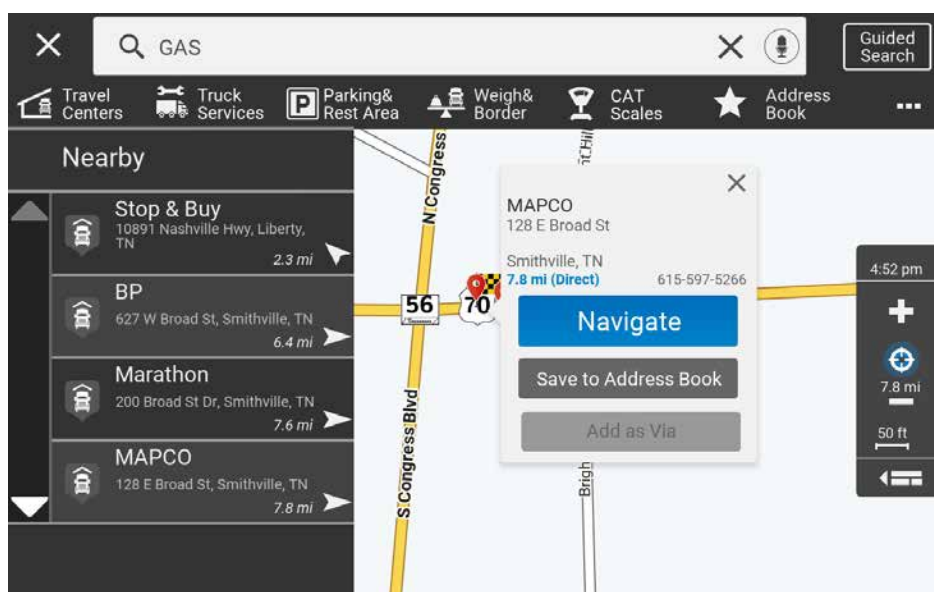 GAS
Guided
Search
Travel
Centers
Truck
Services
P
Parking&
Rest Area
Weigh&
Border
CAT
Scales
Address
Book
Nearby
Stop & Buy
10891 Nashville Hwy, Liberty,
TN
2.3 mi
BP
627 W Broad St, Smithville, TN
6.4 mi
Marathon
200 Broad St Dr, Smithville, TN
7.6 mi
MAPCO
128 E Broad St, Smithville, TN
7.8 mi
N Congress
S Congress Blvd
56
70
Brigh
MAPCO
128 E Broad St
Smithville, TN
7.8 mi (Direct) 615-597-5266
Navigate
Save to Address Book
Add as Via
4:52 pm
7.8 mi
50 ft